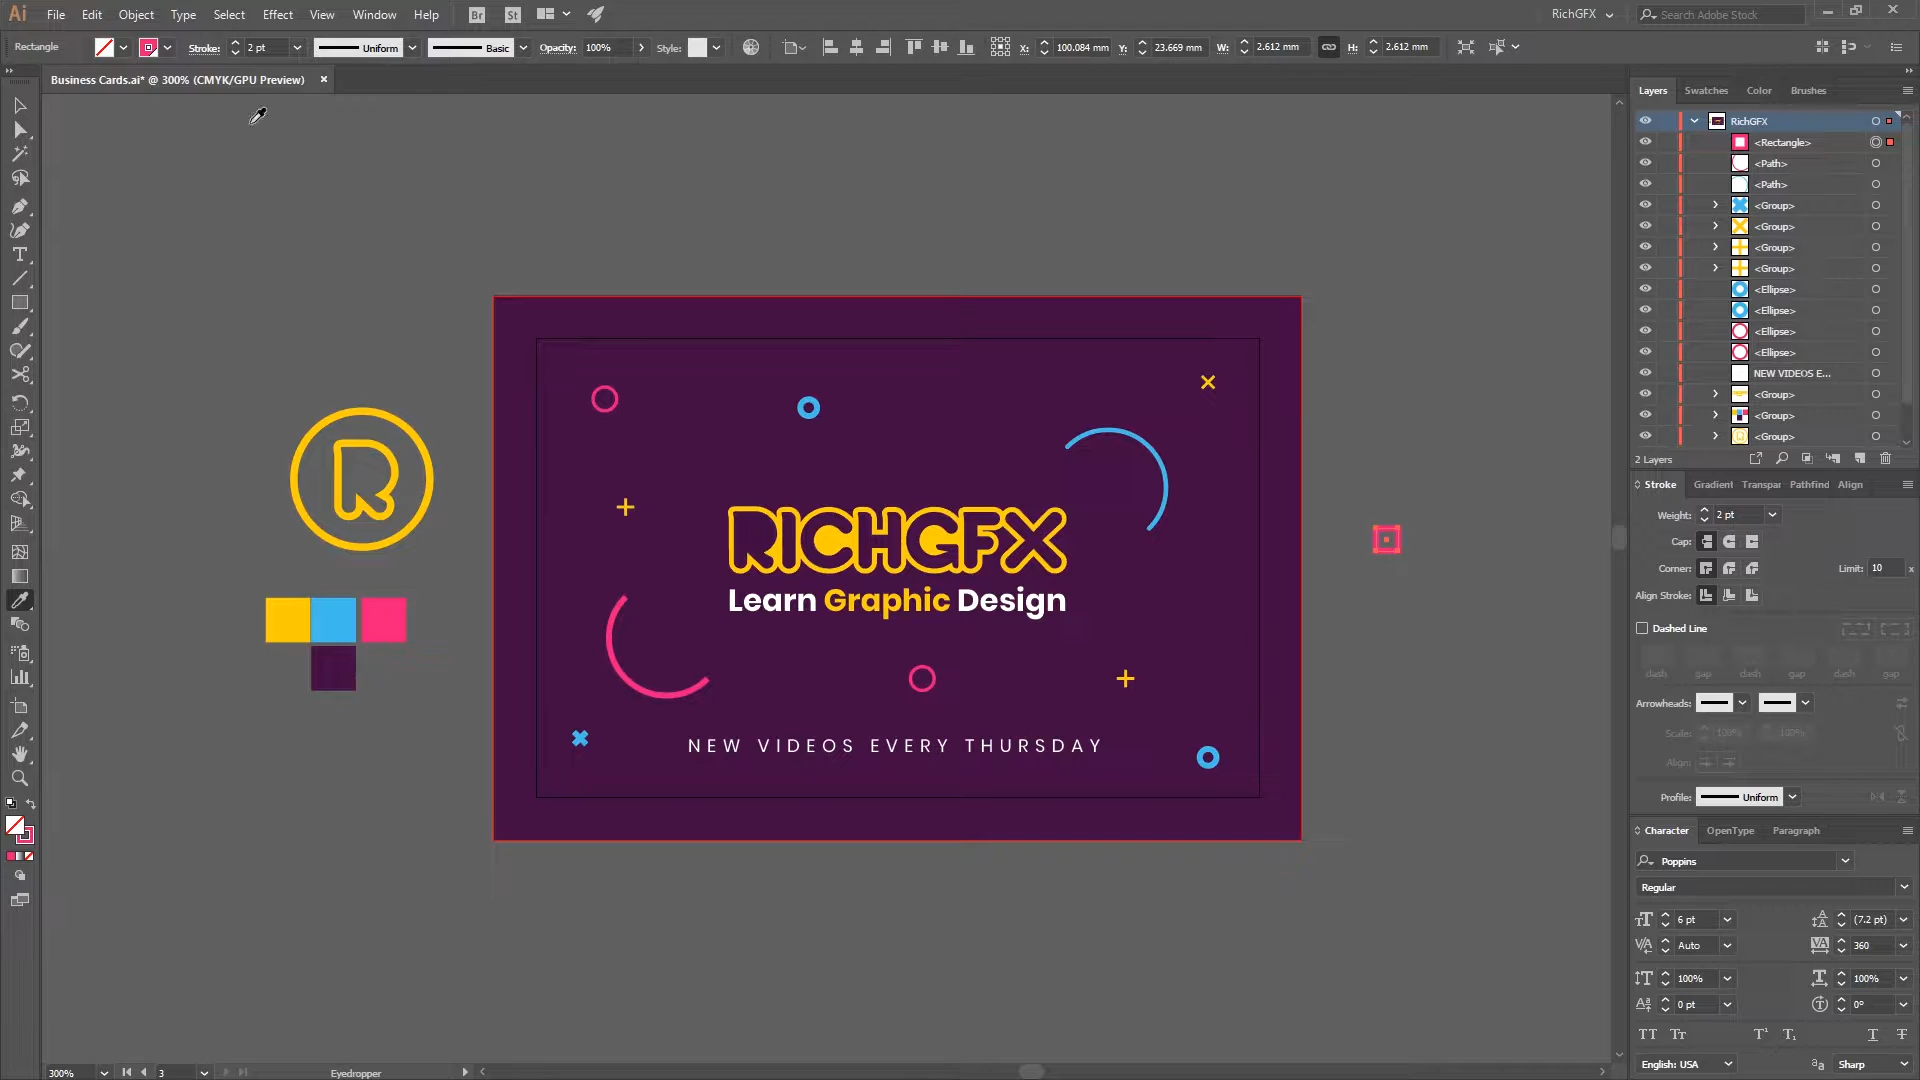 Ai File Edit Object Type Select Effect View Window Help Br St RichGFX Search Adobe Stock
Rectangle Stroke: 2 pt Uniform Basic Opacity: 100% Style: X: 100.084 mm Y: 23.669 mm W: 2.612 mm H: 2.612 mm
Business Cards.ai* @ 300% (CMYK/GPU Preview)
Layers Swatches Color Brushes
RichGFX
<Rectangle>
<Path>
<Path>
<Group>
<Group>
<Group>
<Group>
<Ellipse>
<Ellipse>
<Ellipse>
<Ellipse>
NEW VIDEOS E...
<Group>
<Group>
<Group>
2 Layers
Stroke Gradient Transpar Pathfind Align
Weight: 2 pt
Cap:
Corner: Limit: 10 x
Align Stroke:
Dashed Line
dash gap dash gap dash gap
Arrowheads:
Scale: 100% 100%
Align:
Profile: Uniform
Character OpenType Paragraph
Poppins
Regular
6 pt (7.2 pt)
Auto 360
100% 100%
0 pt 0°
English: USA Sharp
R
RICHGFX
Learn Graphic Design
NEW VIDEOS EVERY THURSDAY
300% 3 Eyedropper